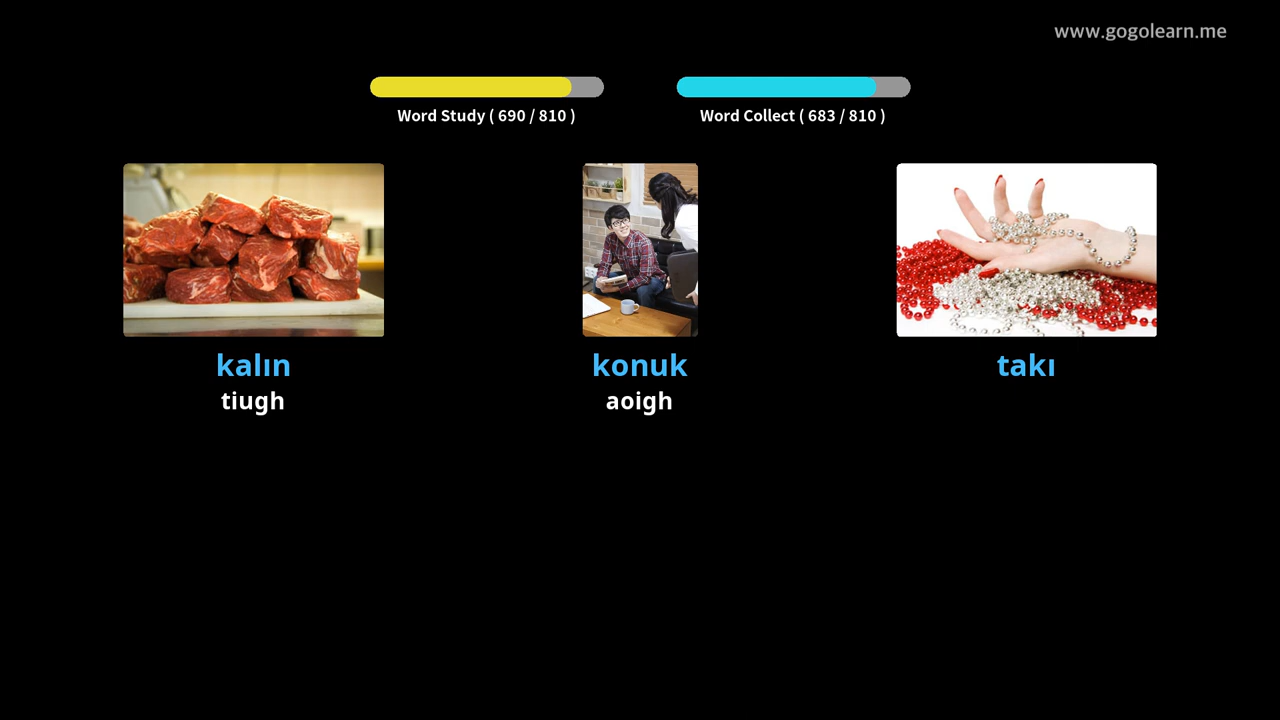 www.gogolearn.me
Word Study ( 690 / 810 )
Word Collect ( 683 / 810 )
kalın
tiugh
konuk
aoigh
takı